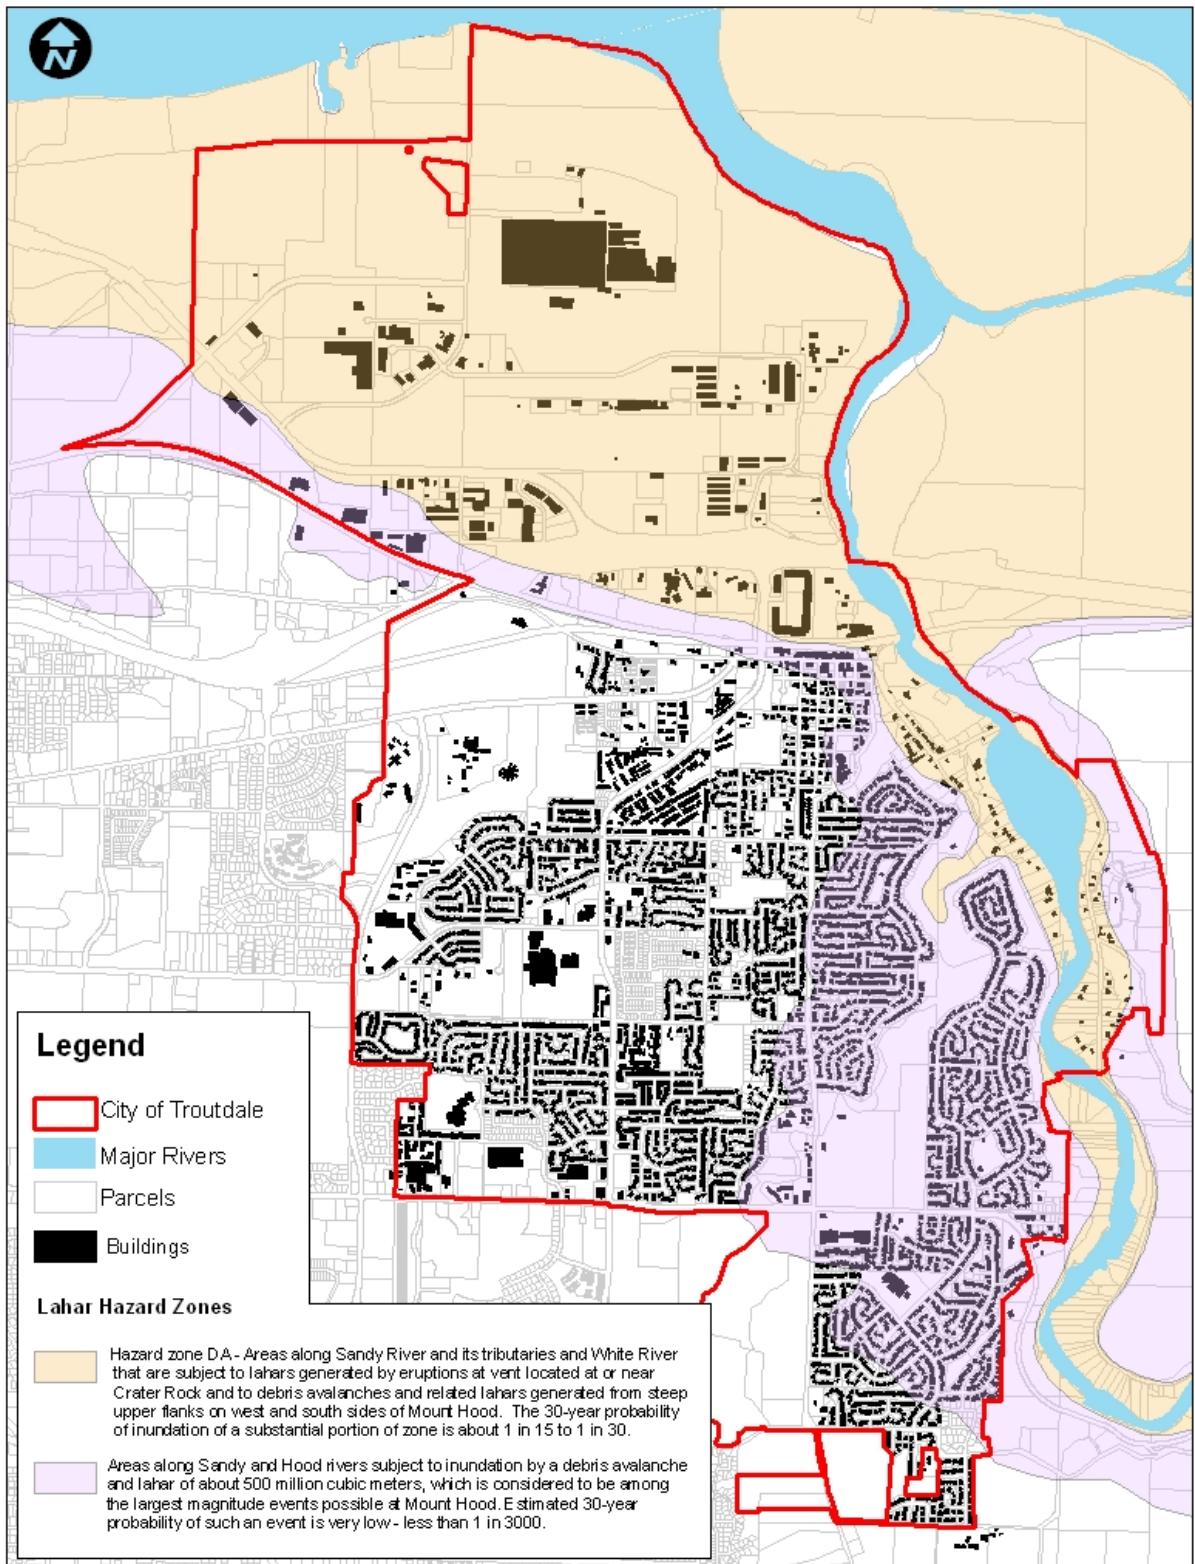 N
Legend
City of Troutdale
Major Rivers
Parcels
Buildings
Lahar Hazard Zones
Hazard zone DA - Areas along Sandy River and its tributaries and White River
that are subject to lahars generated by eruptions at vent located at or near
Crater Rock and to debris avalanches and related lahars generated from steep
upper flanks on west and south sides of Mount Hood. The 30-year probability
of inundation of a substantial portion of zone is about 1 in 15 to 1 in 30.
Areas along Sandy and Hood rivers subject to inundation by a debris avalanche
and lahar of about 500 million cubic meters, which is considered to be among
the largest magnitude events possible at Mount Hood. Estimated 30-year
probability of such an event is very low - less than 1 in 3000.